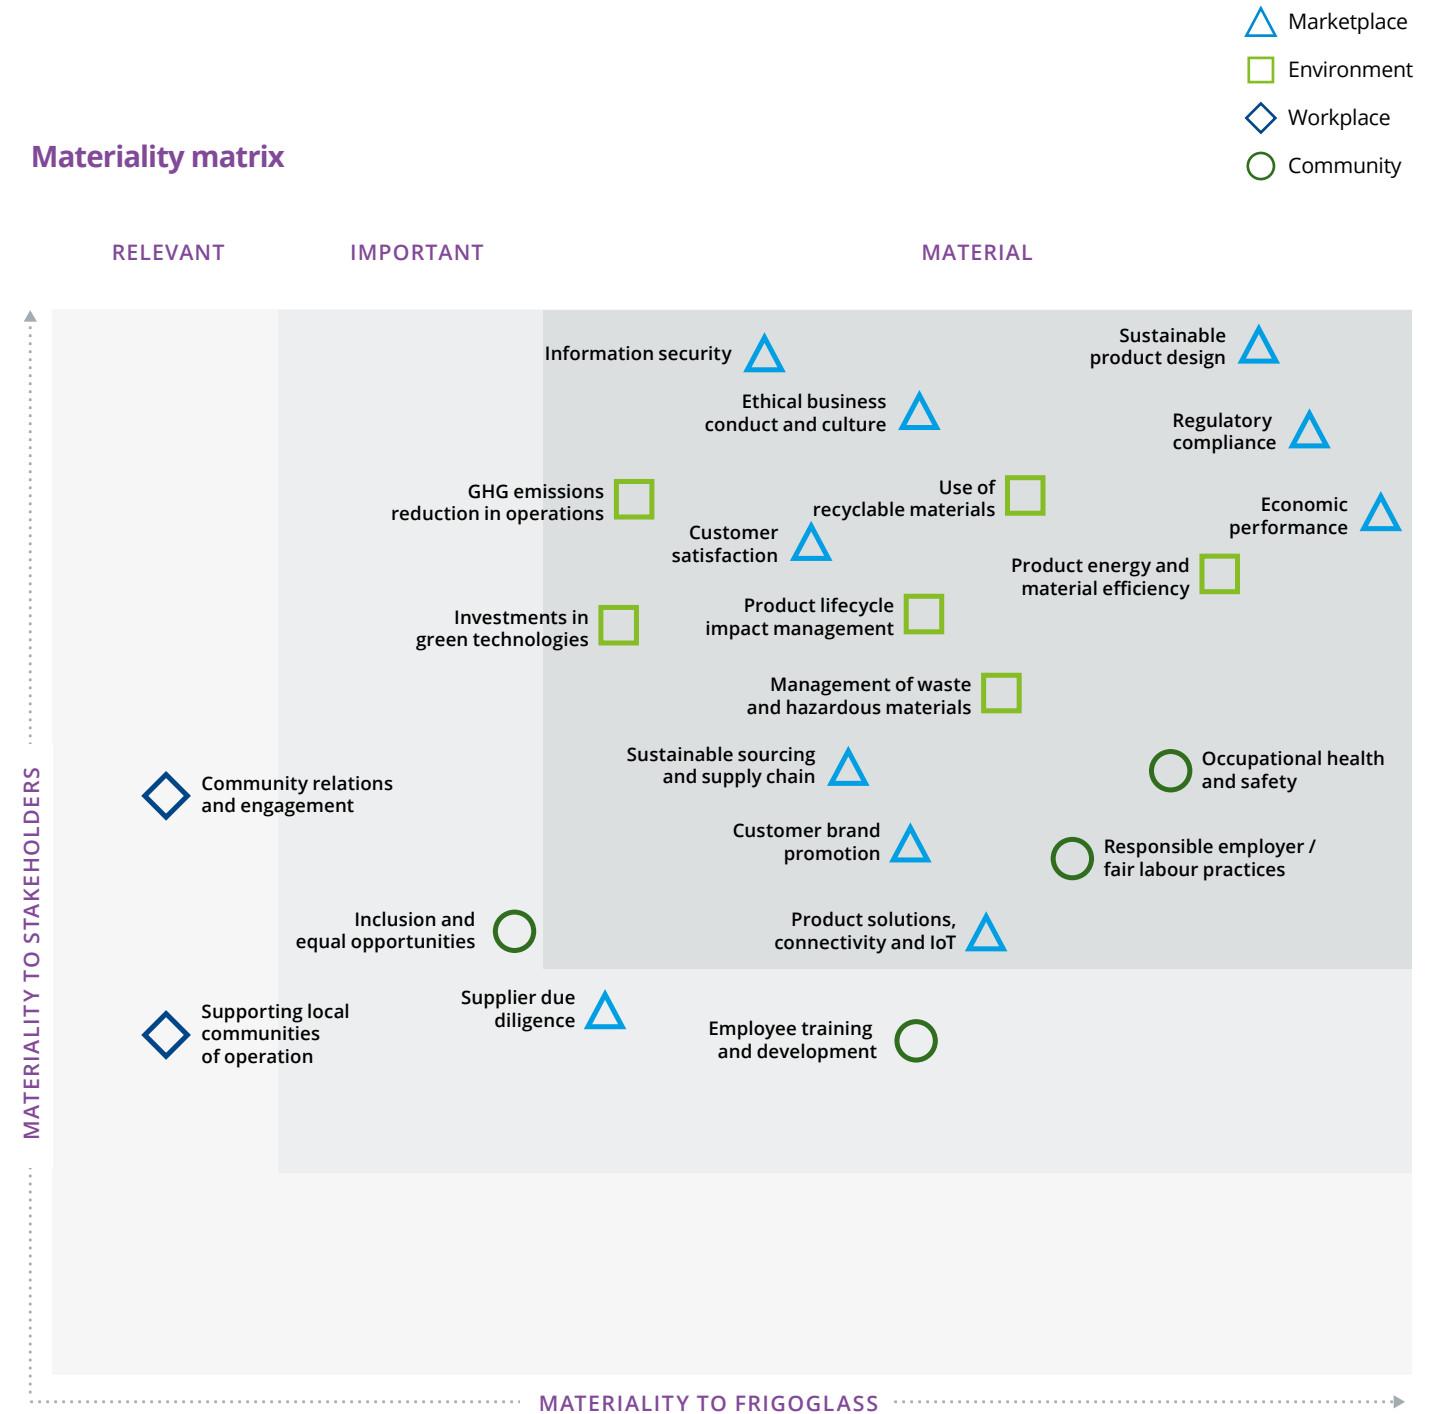 Marketplace
Environment
Workplace
Community
Materiality matrix
RELEVANT
IMPORTANT
MATERIAL
Information security
Sustainable
product design
Ethical business
conduct and culture
Regulatory
compliance
GHG emissions
reduction in operations
Use of
recyclable materials
Economic
performance
Customer
satisfaction
Product energy and
material efficiency
Investments in
green technologies
Product lifecycle
impact management
Management of waste
and hazardous materials
Sustainable sourcing
and supply chain
Occupational health
and safety
Community relations
and engagement
Customer brand
promotion
Responsible employer /
fair labour practices
Inclusion and
equal opportunities
Product solutions,
connectivity and IoT
Supporting local
communities
of operation
Supplier due
diligence
Employee training
and development
MATERIALITY TO STAKEHOLDERS
MATERIALITY TO FRIGOGLASS